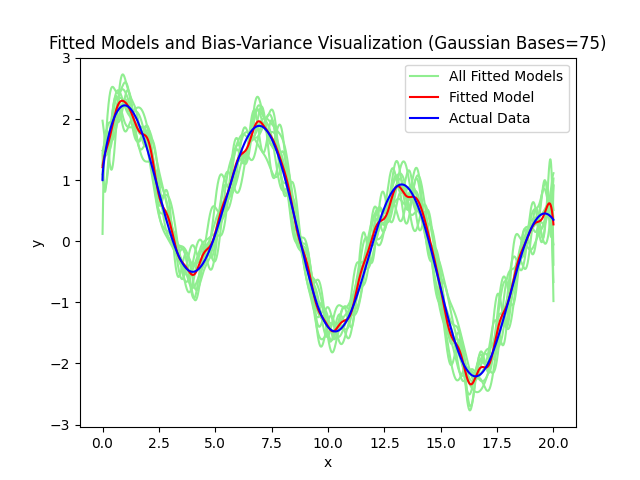 Fitted Models and Bias-Variance Visualization (Gaussian Bases=75)
All Fitted Models
Fitted Model
Actual Data
3
2
1
0
−1
−2
−3
y
0.0 2.5 5.0 7.5 10.0 12.5 15.0 17.5 20.0
x